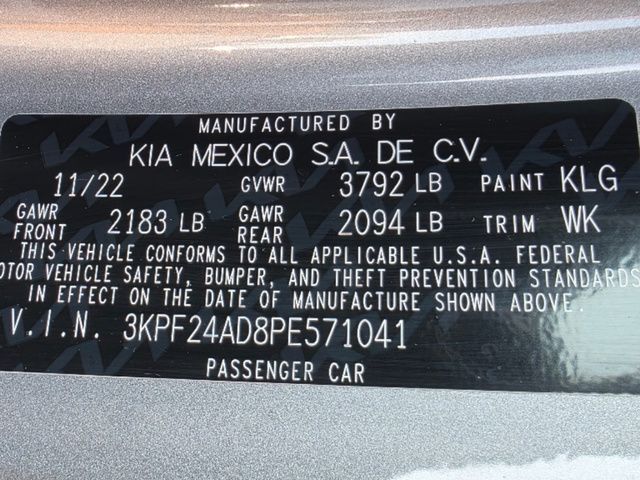 MANUFACTURED BY
KIA MEXICO S.A. DE C.V.
11/22 GVWR 3792 LB PAINT KLG
GAWR FRONT 2183 LB GAWR REAR 2094 LB TRIM WK
THIS VEHICLE CONFORMS TO ALL APPLICABLE U.S.A. FEDERAL
MOTOR VEHICLE SAFETY, BUMPER, AND THEFT PREVENTION STANDARDS
IN EFFECT ON THE DATE OF MANUFACTURE SHOWN ABOVE.
V.I.N. 3KPF24AD8PE571041
PASSENGER CAR